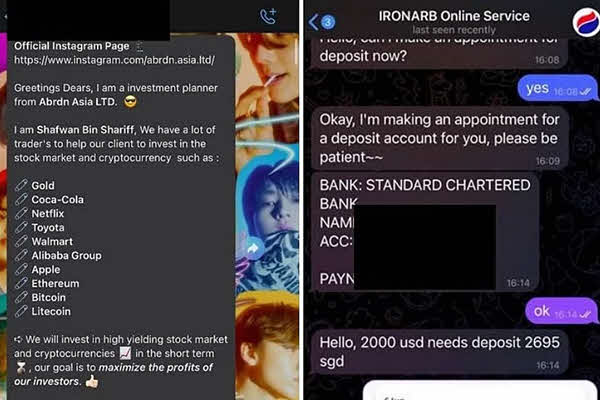 Official Instagram Page
https://www.instagram.com/abrdn.asia.ltd/
Greetings Dears, I am a investment planner
from Abrdn Asia LTD.
I am Shafwan Bin Shariff, We have a lot of
trader's to help our client to invest in the
stock market and cryptocurrency such as :
Gold
Coca-Cola
Netflix
Toyota
Walmart
Alibaba Group
Apple
Ethereum
Bitcoin
Litecoin
We will invest in high yielding stock market
and cryptocurrencies in the short term
, our goal is to maximize the profits of
our investors.
3
IRONARB Online Service
last seen recently
Hello, can I make an appointment for
deposit now?
16:08
yes 16:08
Okay, I'm making an appointment for
a deposit account for you, please be
patient~~
16:09
BANK: STANDARD CHARTERED
BANK
NAM
ACC:
PAYN
16:14
ok 16:14
Hello, 2000 usd needs deposit 2695
sgd
16:14